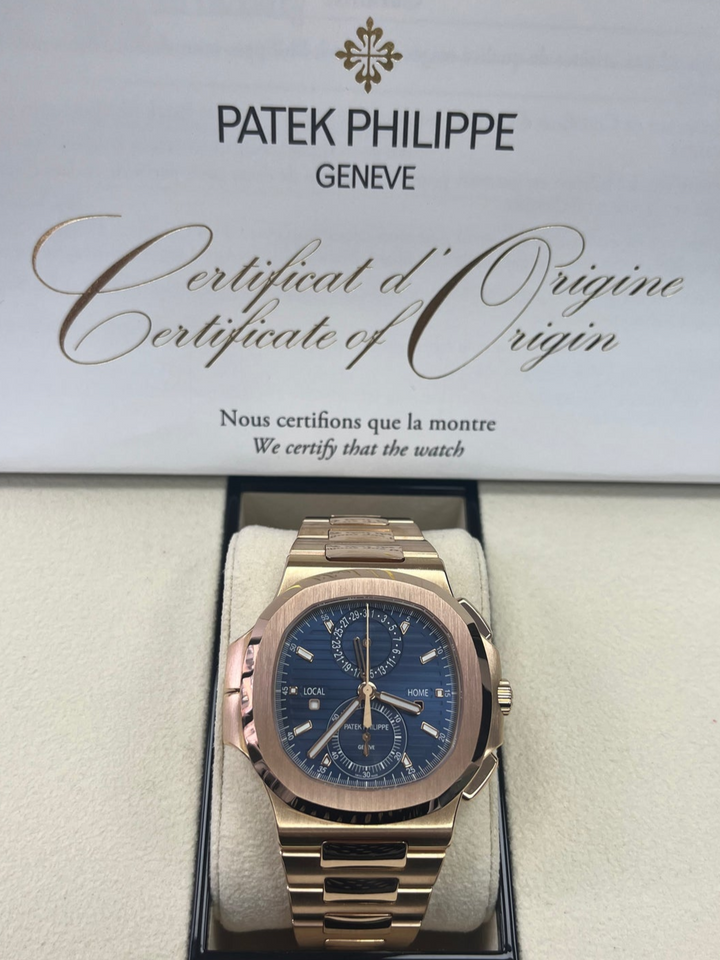 PATEK PHILIPPE
GENEVE
Certificat d'Origine
Certificate of Origin
Nous certifions que la montre
We certify that the watch
LOCAL
HOME
PATEK PHILIPPE
GENEVE